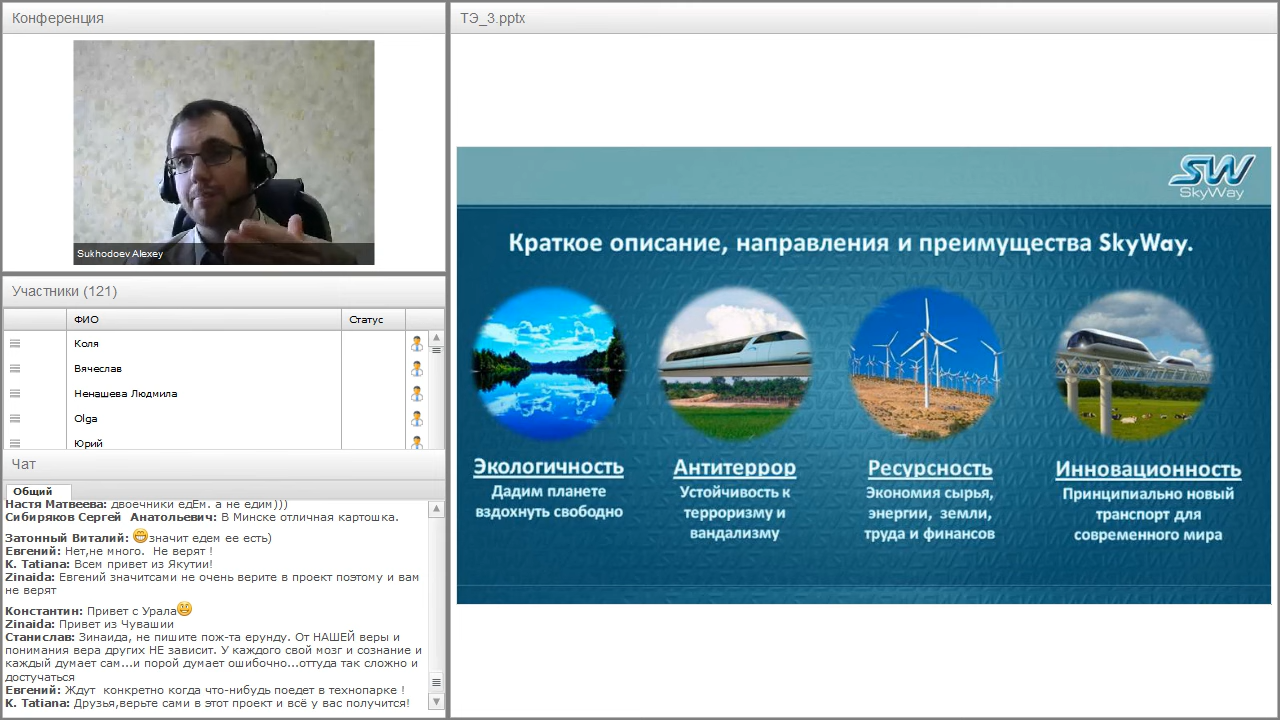 Конференция
Sukhodoev Alexey
Участники (121)
ФИО
Статус
Коля
Вячеслав
Ненашева Людмила
Olga
Юрий
Чат
Общий
Настя Матвеева: двоечники едЕм. а не едим)))
Сибиряков Сергей Анатольевич: В Минске отличная картошка.
Затонный Виталий: значит едем ее есть)
Евгений: Нет,не много. Не верят !
K. Tatiana: Всем привет из Якутии!
Zinaida: Евгений значитсами не очень верите в проект поэтому и вам
не верят
Константин: Привет с Урала
Zinaida: Привет из Чувашии
Станислав: Зинаида, не пишите пож-та ерунду. От НАШЕЙ веры и
понимания вера других НЕ зависит. У каждого свой мозг и сознание и
каждый думает сам...и порой думает ошибочно...оттуда так сложно и
достучаться
Евгений: Ждут конкретно когда что-нибудь поедет в технопарке !
K. Tatiana: Друзья,верьте сами в этот проект и всё у вас получится!
ТЭ_3.pptx
SW
SkyWay
Краткое описание, направления и преимущества SkyWay.
Экологичность
Дадим планете
вздохнуть свободно
Антитеррор
Устойчивость к
терроризму и
вандализму
Ресурсность
Экономия сырья,
энергии, земли,
труда и финансов
Инновационность
Принципиально новый
транспорт для
современного мира